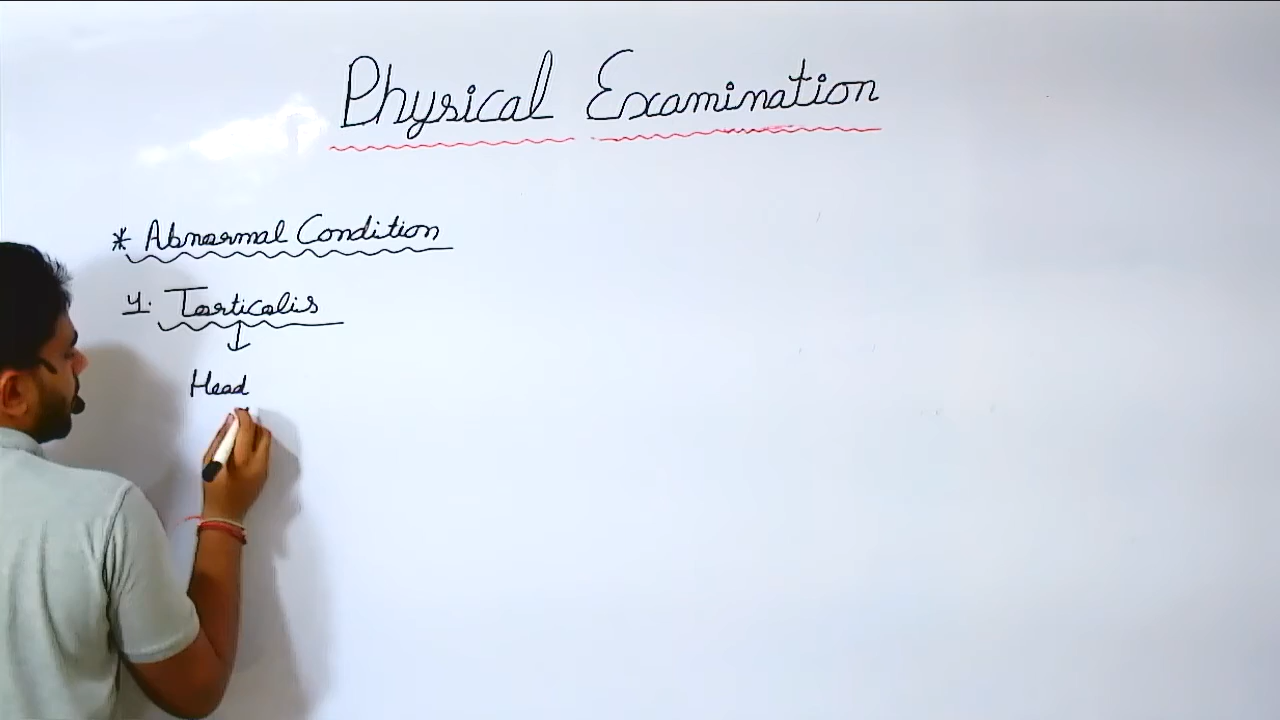 Physical Examination
* Abnormal Condition
1. Torticolis
↓
Head